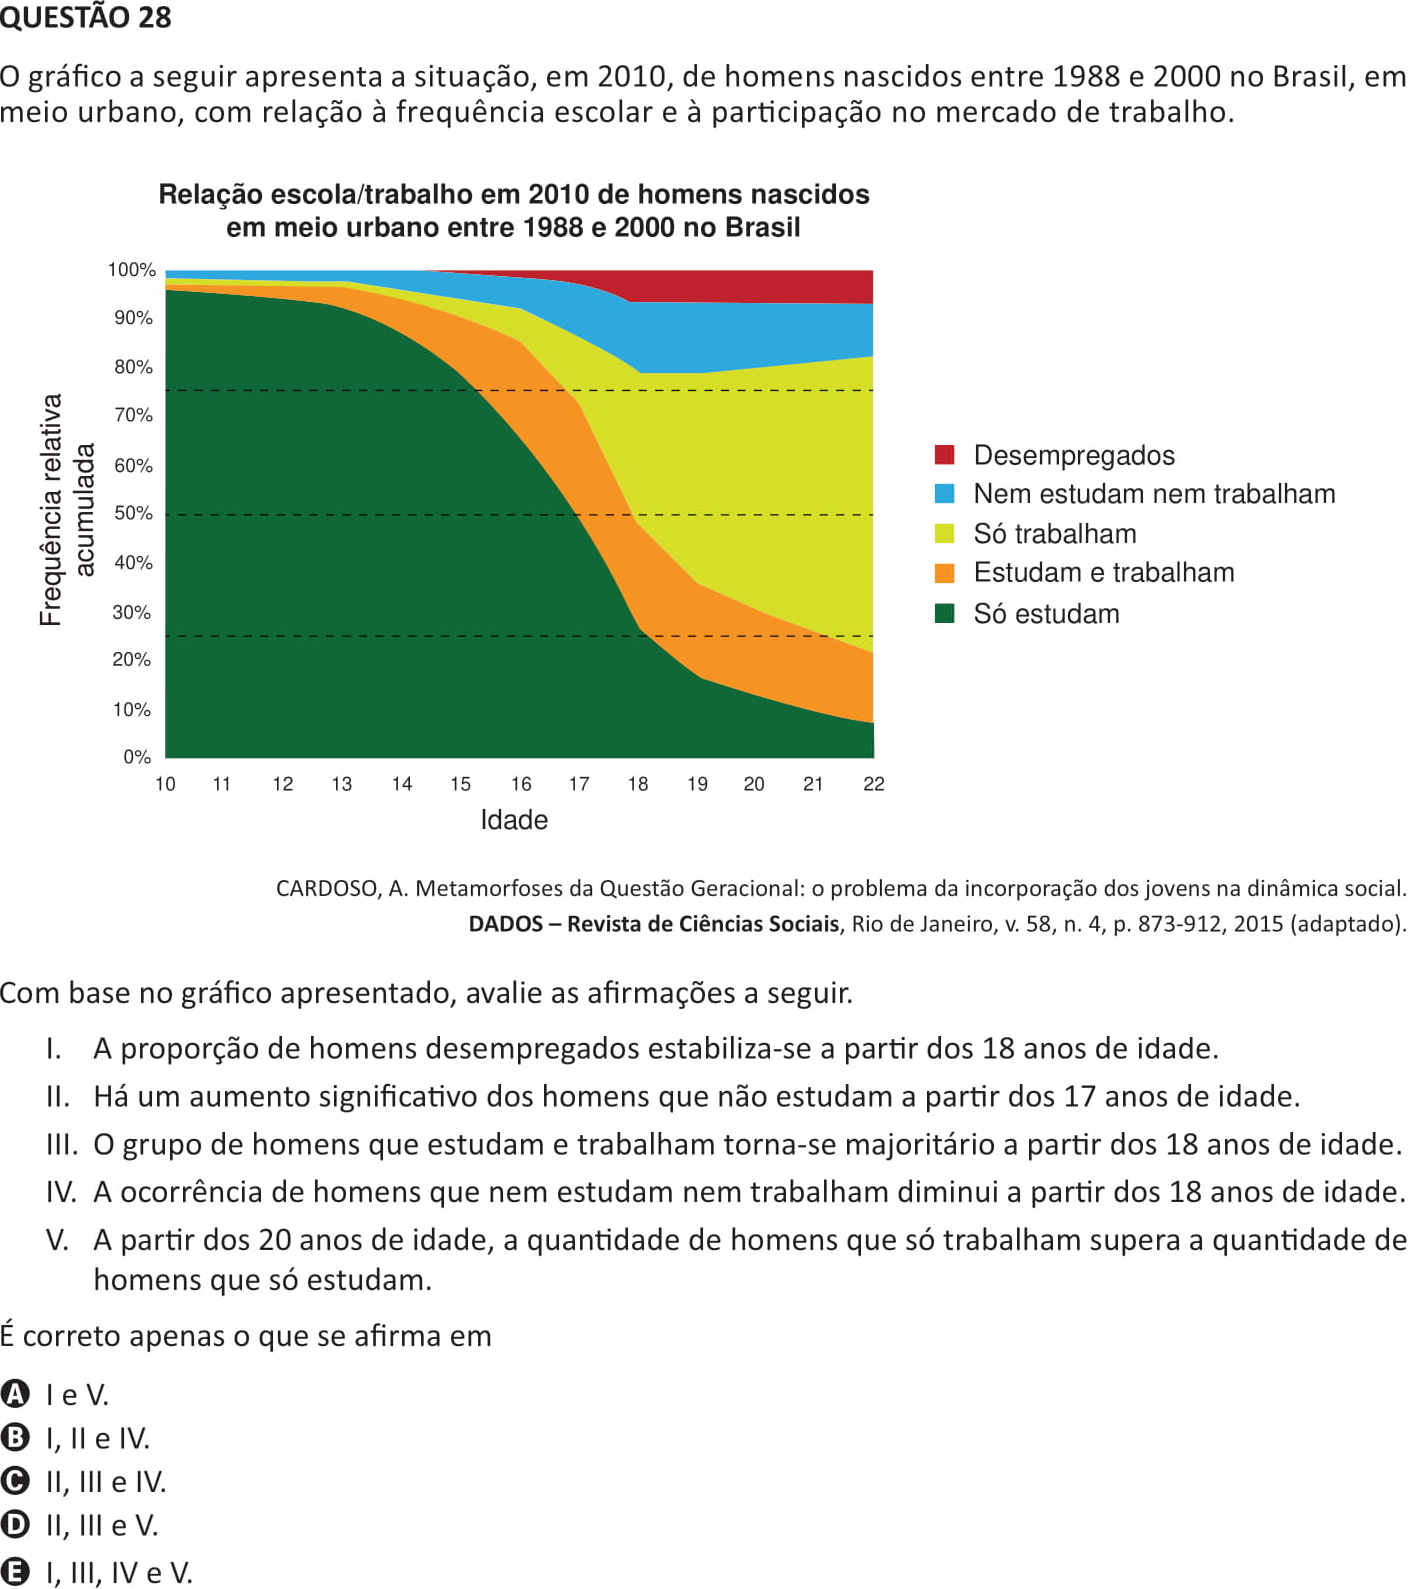 QUESTÃO 28
O gráfico a seguir apresenta a situação, em 2010, de homens nascidos entre 1988 e 2000 no Brasil, em
meio urbano, com relação à frequência escolar e à participação no mercado de trabalho.
Relação escola/trabalho em 2010 de homens nascidos
em meio urbano entre 1988 e 2000 no Brasil
Frequência relativa
acumulada
100%
90%
80%
70%
60%
50%
40%
30%
20%
10%
0%
10 11 12 13 14 15 16 17 18 19 20 21 22
Idade
Desempregados
Nem estudam nem trabalham
Só trabalham
Estudam e trabalham
Só estudam
CARDOSO, A. Metamorfoses da Questão Geracional: o problema da incorporação dos jovens na dinâmica social.
DADOS – Revista de Ciências Sociais, Rio de Janeiro, v. 58, n. 4, p. 873-912, 2015 (adaptado).
Com base no gráfico apresentado, avalie as afirmações a seguir.
I. A proporção de homens desempregados estabiliza-se a partir dos 18 anos de idade.
II. Há um aumento significativo dos homens que não estudam a partir dos 17 anos de idade.
III. O grupo de homens que estudam e trabalham torna-se majoritário a partir dos 18 anos de idade.
IV. A ocorrência de homens que nem estudam nem trabalham diminui a partir dos 18 anos de idade.
V. A partir dos 20 anos de idade, a quantidade de homens que só trabalham supera a quantidade de
homens que só estudam.
É correto apenas o que se afirma em
A I e V.
B I, II e IV.
C II, III e IV.
D II, III e V.
E I, III, IV e V.